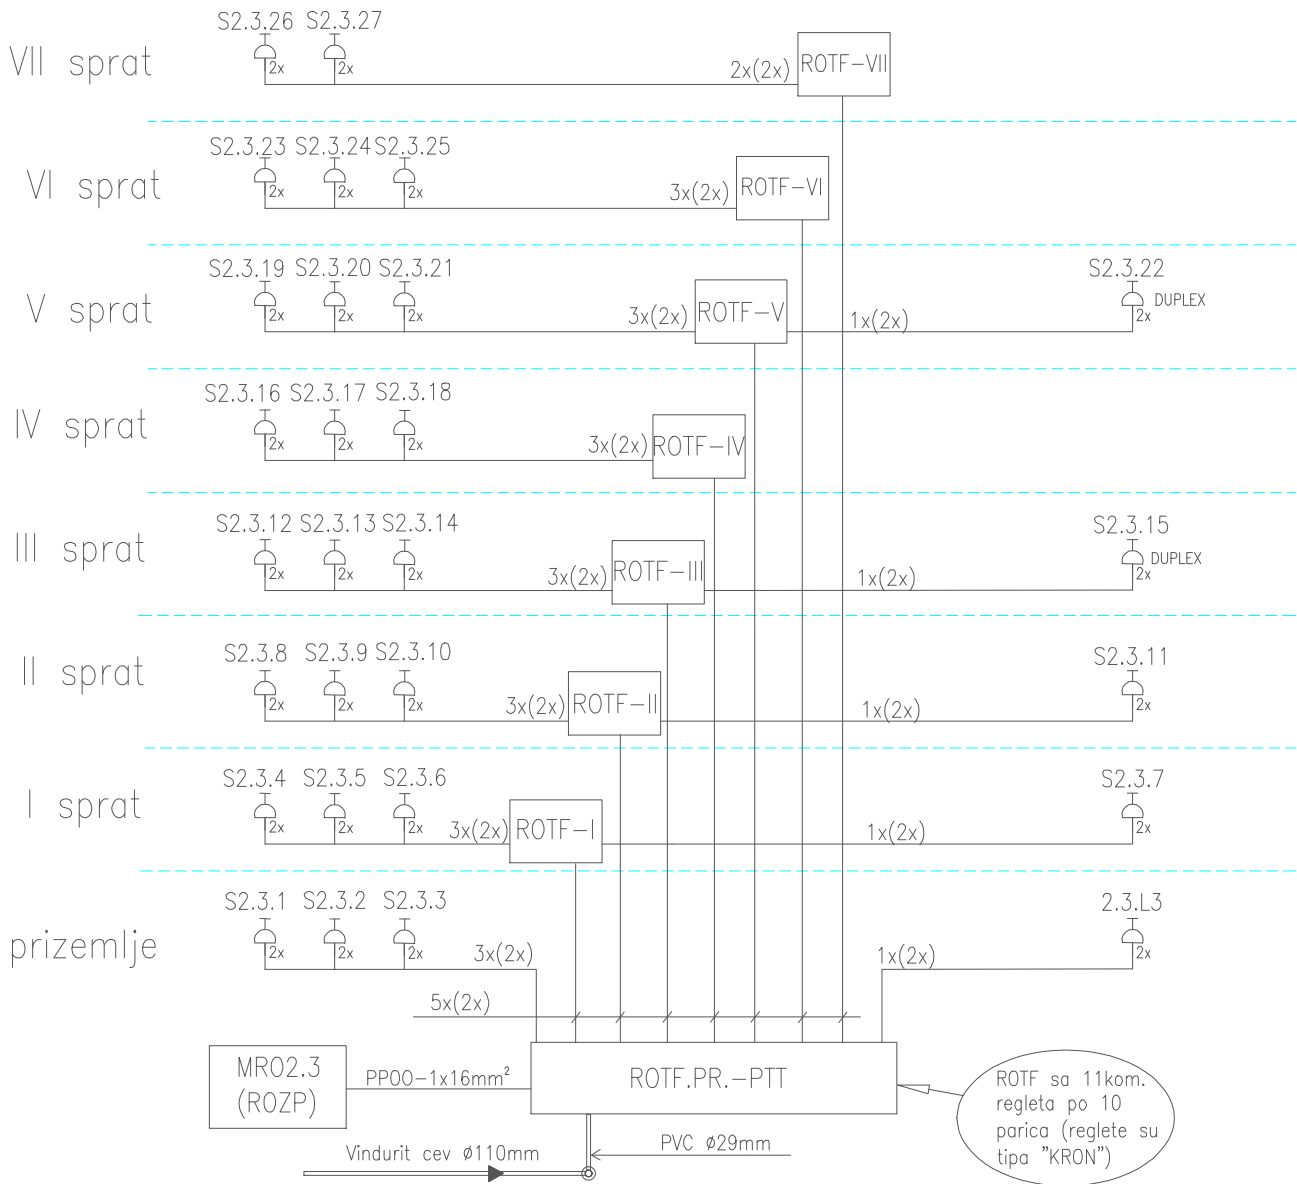 S2.3.26 S2.3.27
VII sprat 2x 2x 2x(2x) ROTF-VII
S2.3.23 S2.3.24 S2.3.25
VI sprat 2x 2x 2x 3x(2x) ROTF-VI
S2.3.19 S2.3.20 S2.3.21 S2.3.22
V sprat 2x 2x 2x 3x(2x) ROTF-V 1x(2x) 2x DUPLEX
S2.3.16 S2.3.17 S2.3.18
IV sprat 2x 2x 2x 3x(2x) ROTF-IV
S2.3.12 S2.3.13 S2.3.14 S2.3.15
III sprat 2x 2x 2x 3x(2x) ROTF-III 1x(2x) 2x DUPLEX
S2.3.8 S2.3.9 S2.3.10 S2.3.11
II sprat 2x 2x 2x 3x(2x) ROTF-II 1x(2x) 2x
S2.3.4 S2.3.5 S2.3.6 S2.3.7
I sprat 2x 2x 2x 3x(2x) ROTF-I 1x(2x) 2x
S2.3.1 S2.3.2 S2.3.3 2.3.L3
prizemlje 2x 2x 2x 3x(2x) 1x(2x) 2x
5x(2x)
MRO2.3
(ROZP)
PP00-1x16mm²
ROTF.PR.-PTT
ROTF sa 11kom.
regleta po 10
parica (reglete su
tipa "KRON")
Vindurit cev ø110mm
PVC ø29mm